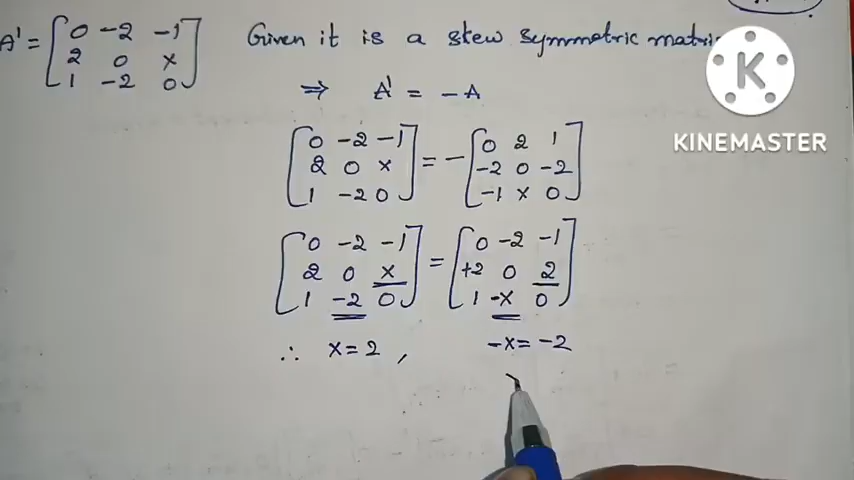 A' = [0 -2 -1
2 0 x
1 -2 0] Given it is a skew symmetric
⇒ A' = -A
[0 -2 -1
2 0 x
1 -2 0] = -[0 2 1
-2 0 -2
-1 x 0]
[0 -2 -1
2 0 x
1 -2 0] = [0 -2 -1
+2 0 2
1 -x 0]
∴ x = 2 , -x = -2
K
KINEMASTER